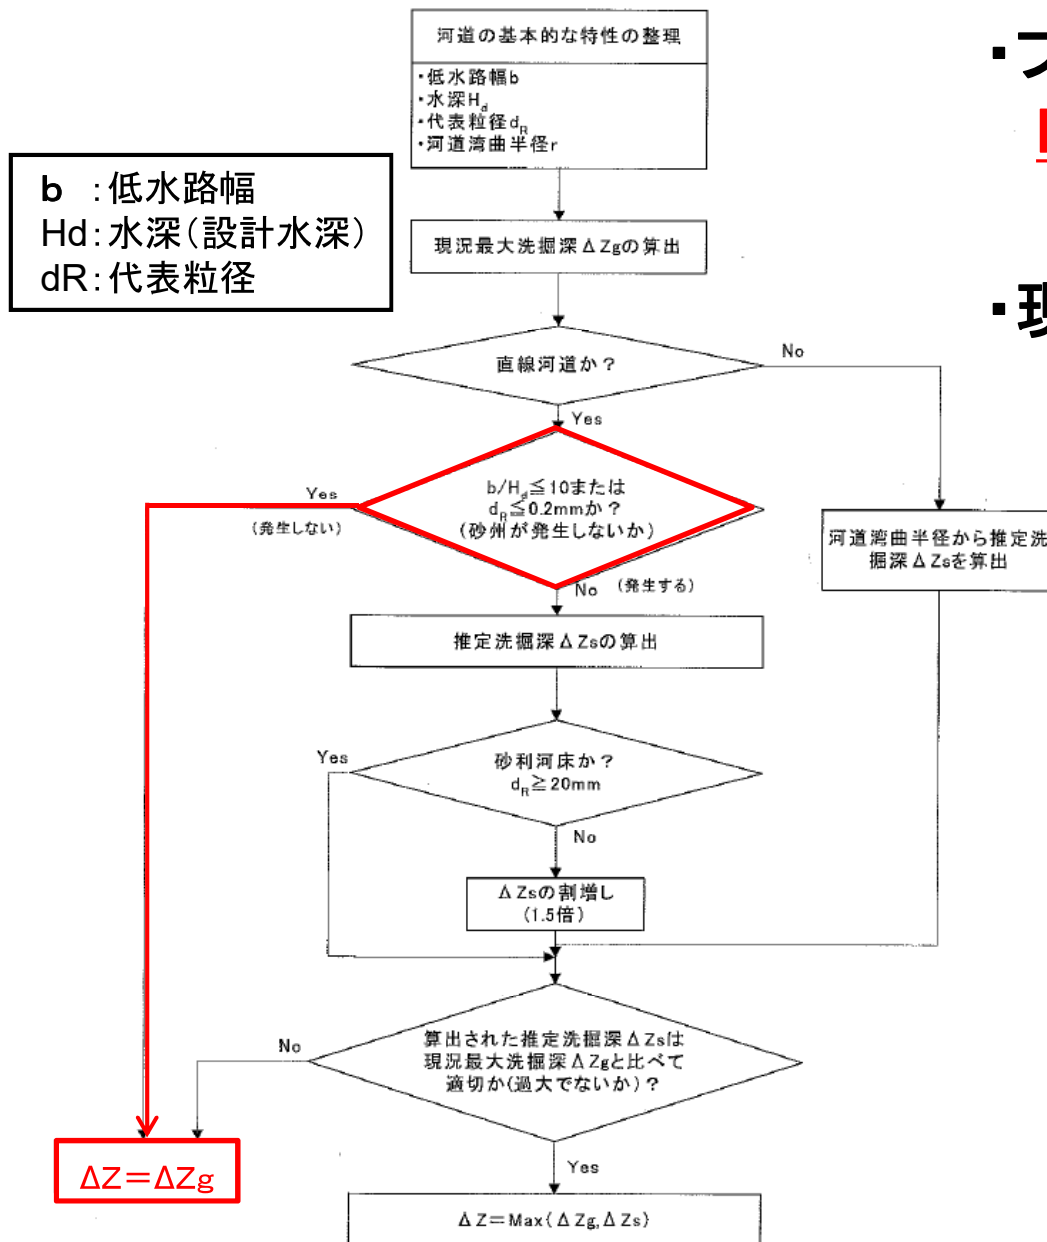 河道の基本的な特性の整理
・低水路幅b
・水深Hd
・代表粒径dR
・河道湾曲半径r
b ：低水路幅
Hd：水深（設計水深）
dR：代表粒径
現況最大洗掘深ΔZgの算出
直線河道か？
No
Yes
b/Hd≦10または
dR≦0.2mmか？
(砂州が発生しないか)
Yes
(発生しない)
No (発生する)
河道湾曲半径から推定洗
掘深ΔZsを算出
推定洗掘深ΔZsの算出
砂利河床か？
dR≧20mm
Yes
No
ΔZsの割増し
(1.5倍)
算出された推定洗掘深ΔZsは
現況最大洗掘深ΔZgと比べて
適切か(過大でないか)？
No
Yes
ΔZ＝ΔZg
ΔZ＝Max(ΔZg,ΔZs)